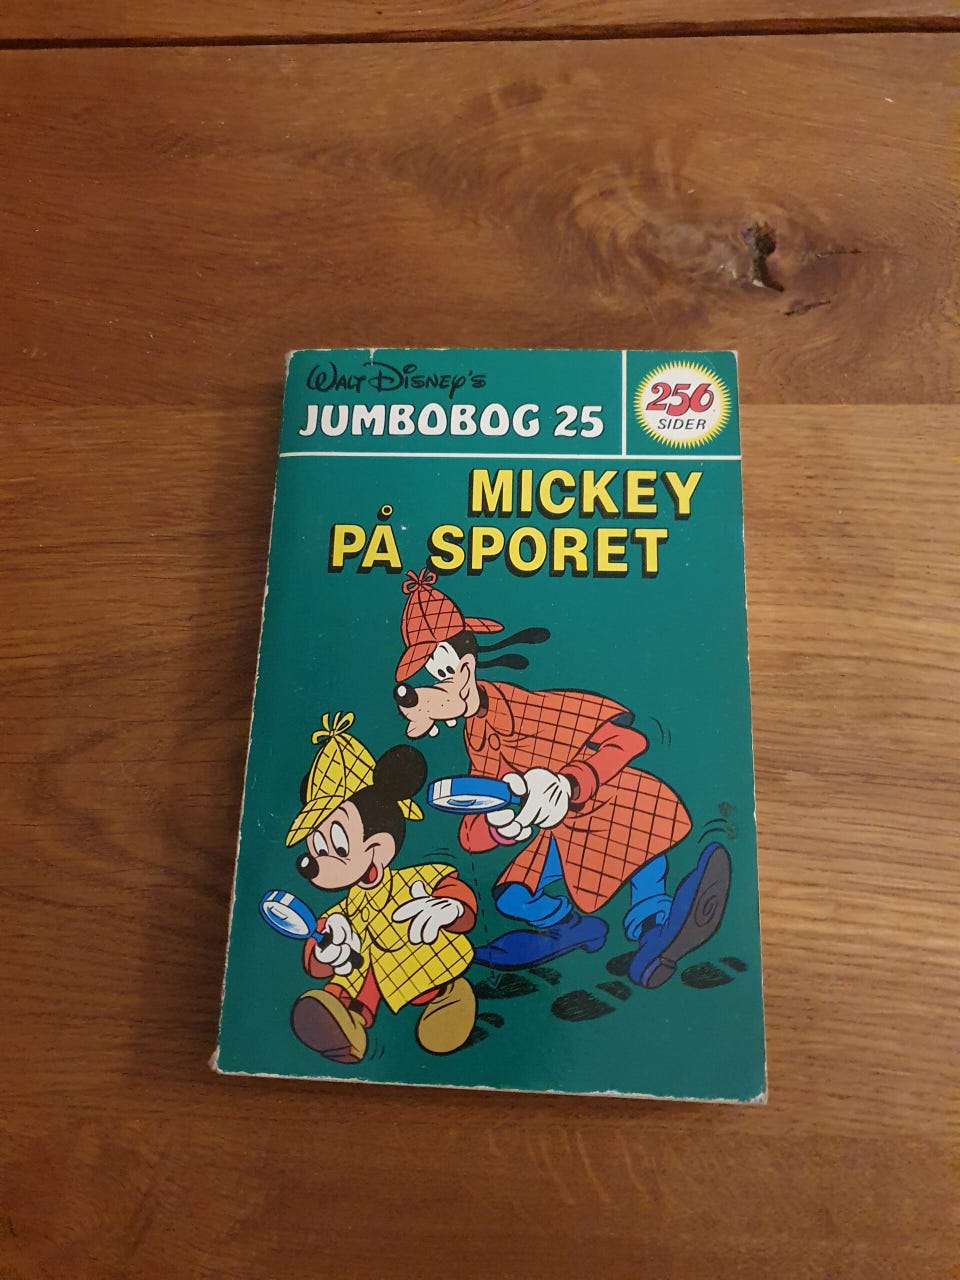 WALT DISNEY'S
JUMBOBOG 25
256
SIDER
MICKEY
PÅ SPORET